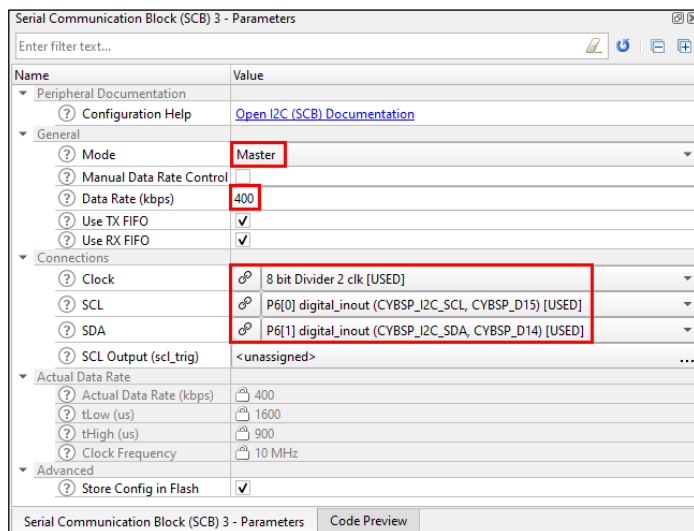 Serial Communication Block (SCB) 3 - Parameters
Enter filter text...
Name Value
Peripheral Documentation
? Configuration Help Open I2C (SCB) Documentation
General
? Mode Master
? Manual Data Rate Control
? Data Rate (kbps) 400
? Use TX FIFO
? Use RX FIFO
Connections
? Clock 8 bit Divider 2 clk [USED]
? SCL P6[0] digital_inout (CYBSP_I2C_SCL, CYBSP_D15) [USED]
? SDA P6[1] digital_inout (CYBSP_I2C_SDA, CYBSP_D14) [USED]
? SCL Output (scl_trig) <unassigned> ...
Actual Data Rate
? Actual Data Rate (kbps) 400
? tLow (us) 1600
? tHigh (us) 900
? Clock Frequency 10 MHz
Advanced
? Store Config in Flash
Serial Communication Block (SCB) 3 - Parameters Code Preview